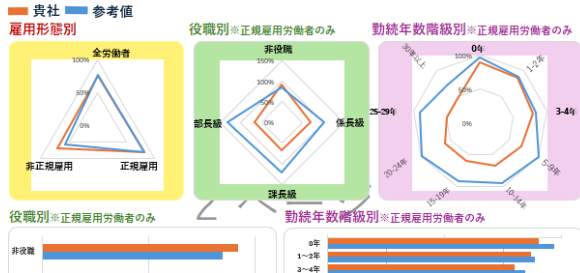 貴社 参考値
雇用形態別
全労働者
100%
50%
0%
非正規雇用
正規雇用
役職別※正規雇用労働者のみ
非役職
150%
100%
50%
0%
部長級
係長級
課長級
勤続年数階級別※正規雇用労働者のみ
0年
100%
50%
0%
30年以上
1-2年
25-29年
3-4年
20-24年
5-9年
15-19年
10-14年
役職別※正規雇用労働者のみ
非役職
勤続年数階級別※正規雇用労働者のみ
0年
1～2年
3～4年